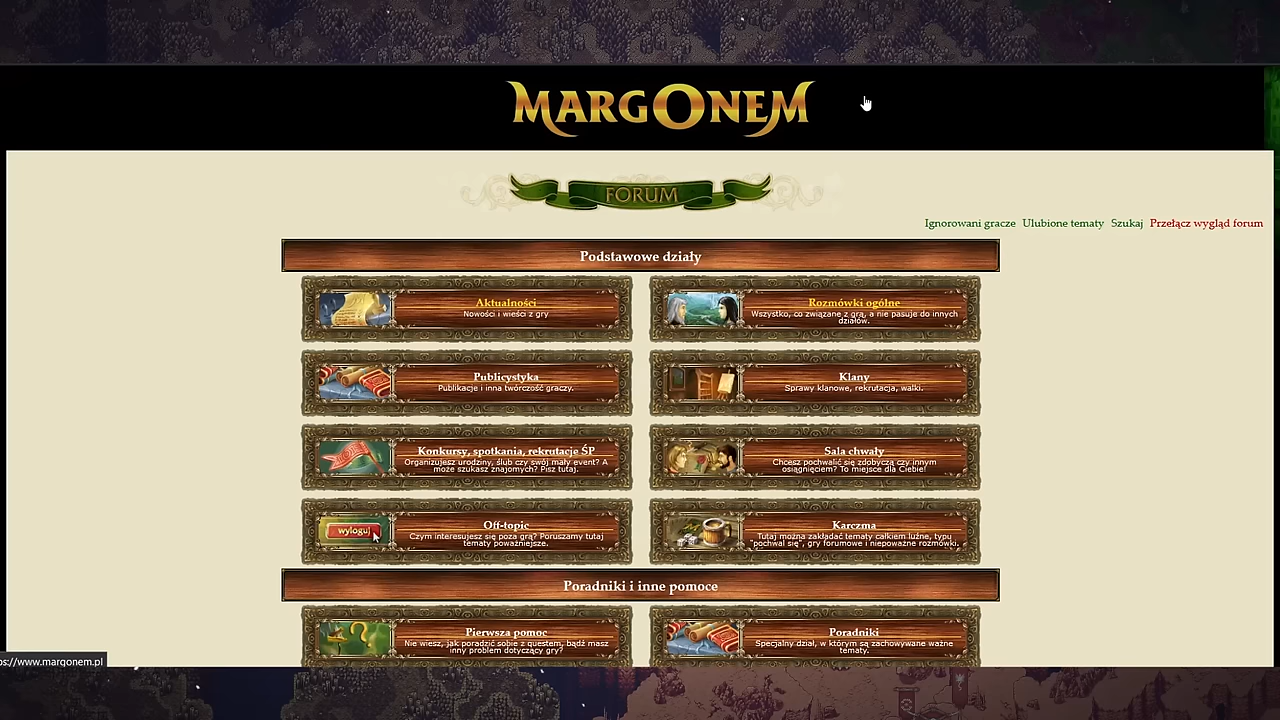 MARGONEM
FORUM
Ignorowani gracze Ulubione tematy Szukaj Przełącz wygląd forum
Podstawowe działy
Aktualności
Nowości i wieści z gry
Rozmówki ogólne
Wszystko, co związane z grą, a nie pasuje do innych
działów.
Publicystyka
Publikacje i inna twórczość graczy.
Klany
Sprawy klanowe, rekrutacja, walki.
Konkursy, spotkania, rekrutacje ŚP
Organizujesz urodziny, ślub czy swój mały event? A
może szukasz znajomych? Pisz tutaj.
Sala chwały
Chcesz pochwalić się zdobyczą czy innym
osiągnięciem? To miejsce dla Ciebie!
wyloguj
Off-topic
Czym interesujesz się poza grą? Poruszamy tutaj
tematy poważniejsze.
Karczma
Tutaj można zakładać tematy całkiem luźne, typu
"pochwal się", gry forumowe i niepoważne rozmówki.
Poradniki i inne pomoce
Pierwsza pomoc
Nie wiesz, jak poradzić sobie z questem, bądź masz
inny problem dotyczący gry?
Poradniki
Specjalny dział, w którym są zachowywane ważne
tematy.
ps://www.margonem.pl